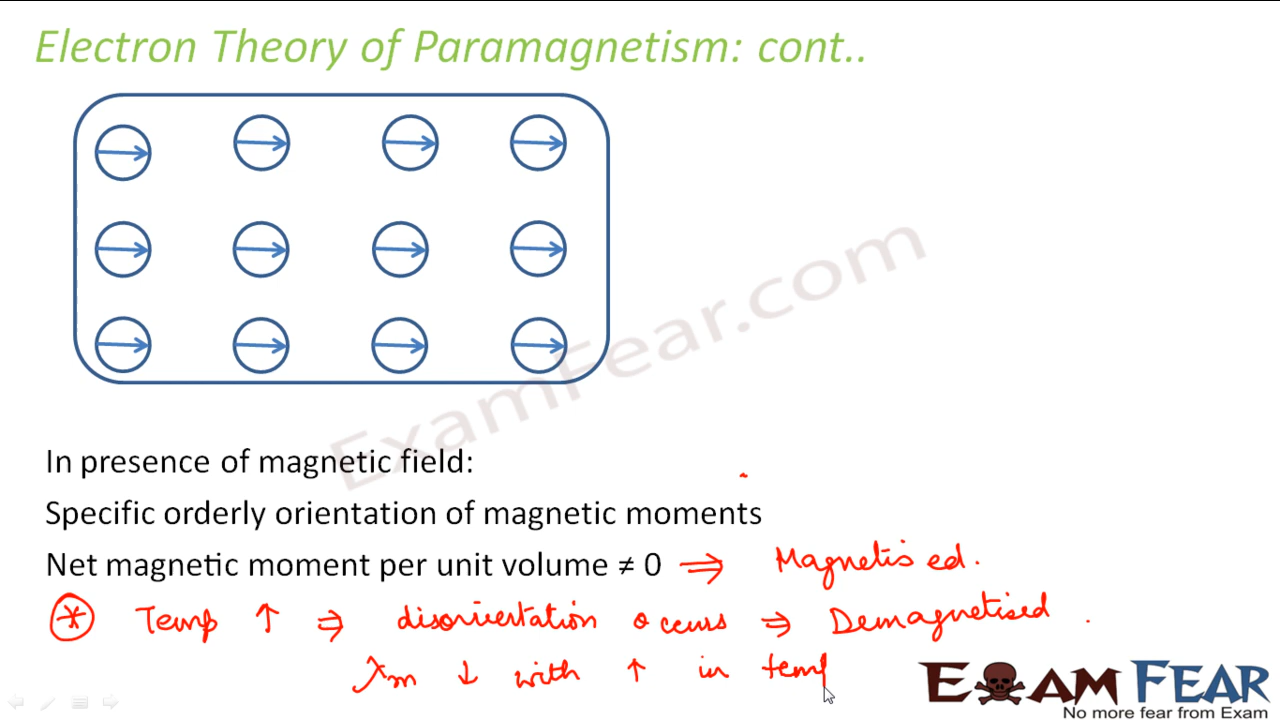 Electron Theory of Paramagnetism: cont..
ExamFear.com
In presence of magnetic field:
Specific orderly orientation of magnetic moments
Net magnetic moment per unit volume ≠ 0 ⇒ Magnetised.
* Temp ↑ ⇒ disorientation occurs ⇒ Demagnetised.
χm ↓ with ↑ in temp
EXAM FEAR
No more fear from Exam